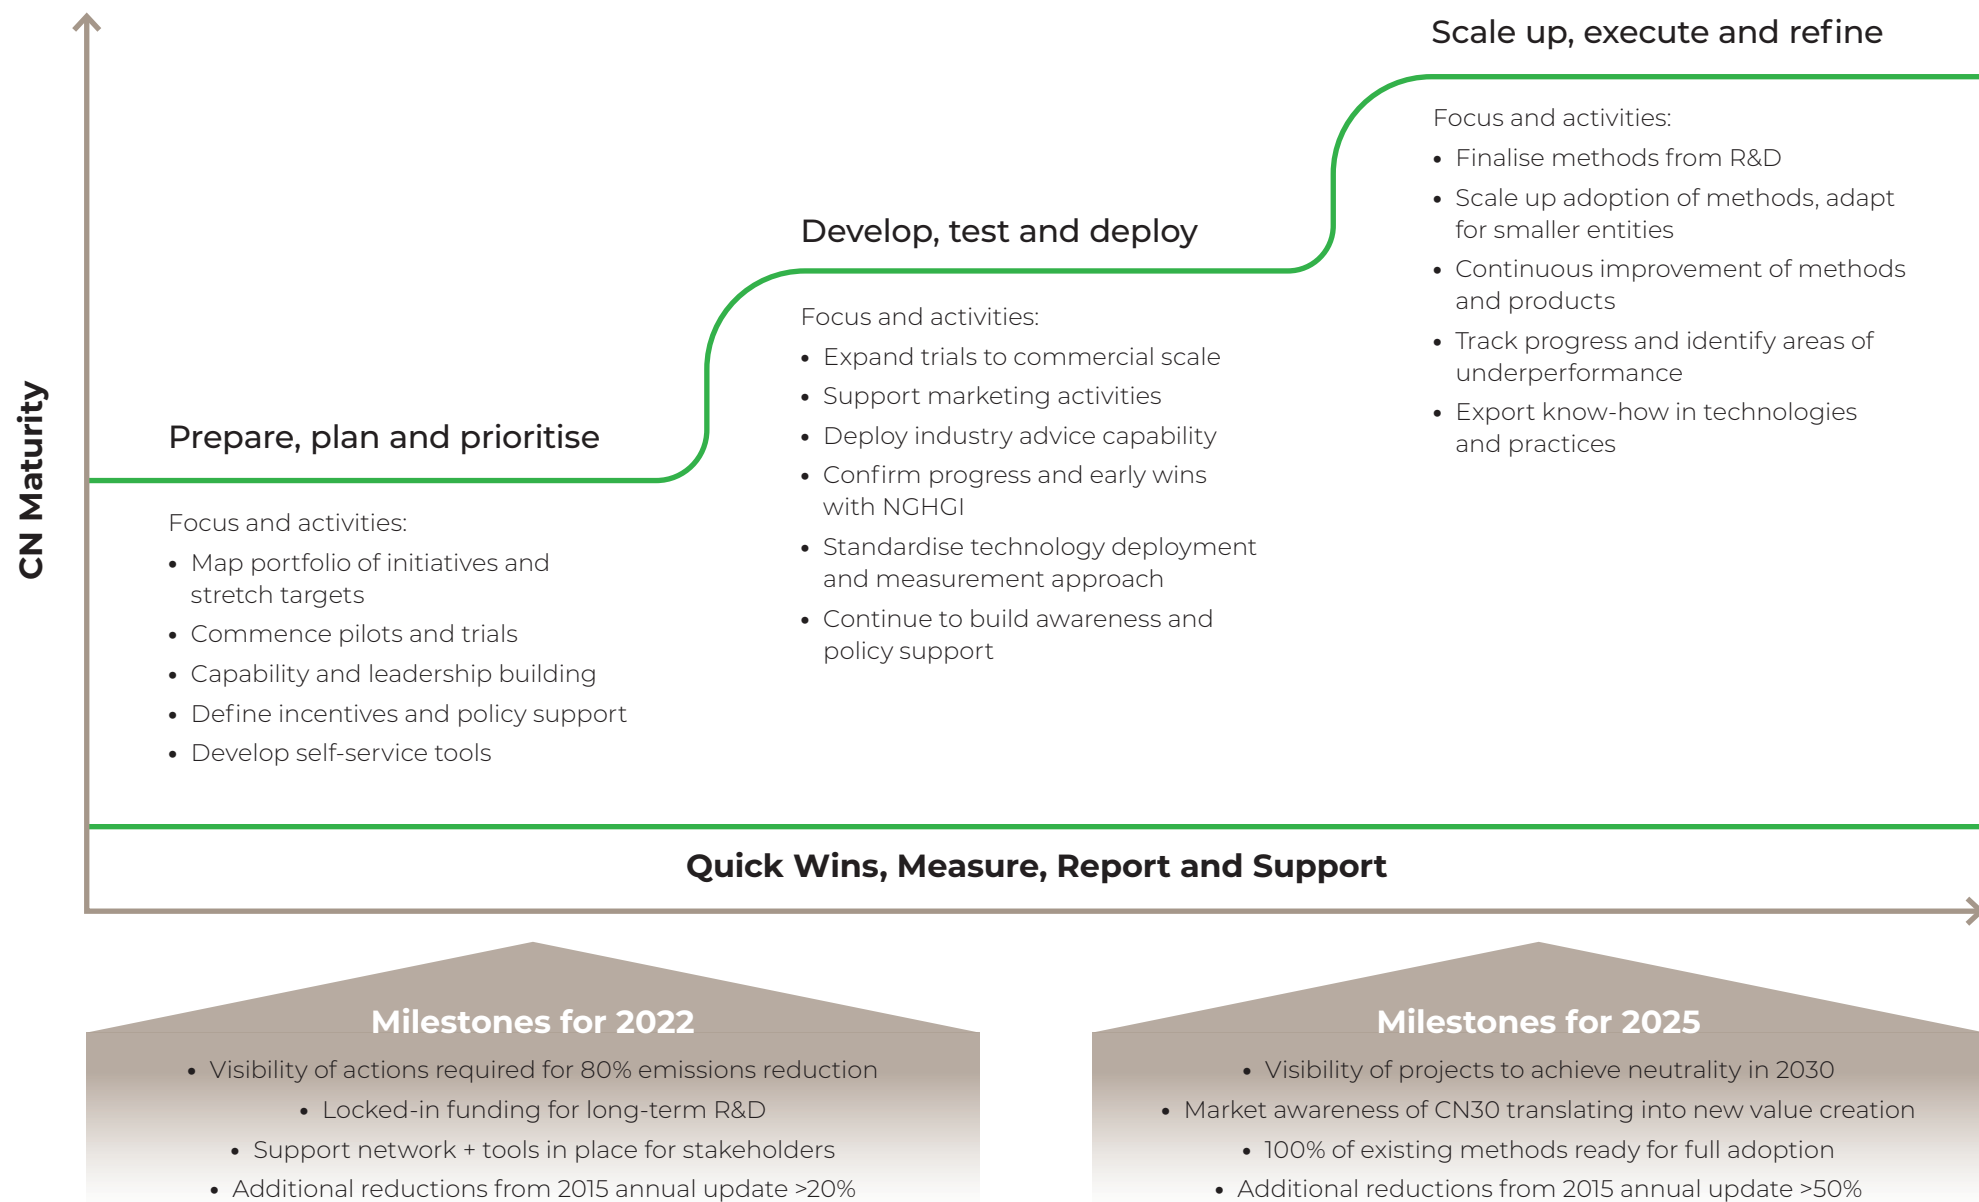 CN Maturity
Prepare, plan and prioritise
Focus and activities:
• Map portfolio of initiatives and
stretch targets
• Commence pilots and trials
• Capability and leadership building
• Define incentives and policy support
• Develop self-service tools
Develop, test and deploy
Focus and activities:
• Expand trials to commercial scale
• Support marketing activities
• Deploy industry advice capability
• Confirm progress and early wins
with NGHGI
• Standardise technology deployment
and measurement approach
• Continue to build awareness and
policy support
Scale up, execute and refine
Focus and activities:
• Finalise methods from R&D
• Scale up adoption of methods, adapt
for smaller entities
• Continuous improvement of methods
and products
• Track progress and identify areas of
underperformance
• Export know-how in technologies
and practices
Quick Wins, Measure, Report and Support
Milestones for 2022
• Visibility of actions required for 80% emissions reduction
• Locked-in funding for long-term R&D
• Support network + tools in place for stakeholders
• Additional reductions from 2015 annual update >20%
Milestones for 2025
• Visibility of projects to achieve neutrality in 2030
• Market awareness of CN30 translating into new value creation
• 100% of existing methods ready for full adoption
• Additional reductions from 2015 annual update >50%